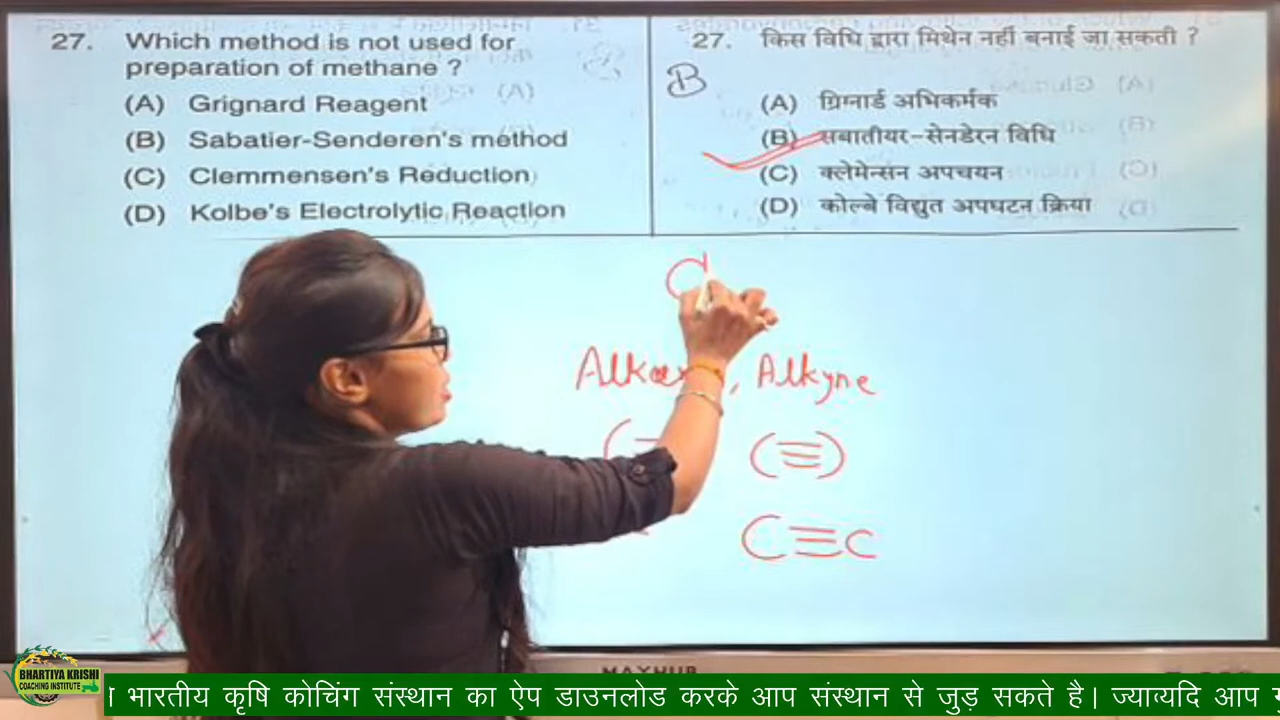 27. Which method is not used for
preparation of methane ?
(A) Grignard Reagent
(B) Sabatier-Senderen's method
(C) Clemmensen's Reduction
(D) Kolbe's Electrolytic Reaction
27. किस विधि द्वारा मिथेन नहीं बनाई जा सकती ?
B
(A) ग्रिग्नार्ड अभिकर्मक
(B) सबातीयर-सेनडेरन विधि
(C) क्लेमेन्सन अपचयन
(D) कोल्बे विद्युत अपघटन क्रिया
, Alkyne
(≡)
C≡C
MAXHUB
BHARTIYA KRISHI
COACHING INSTITUTE
भारतीय कृषि कोचिंग संस्थान का ऐप डाउनलोड करके आप संस्थान से जुड़ सकते है। ज्यादि आप